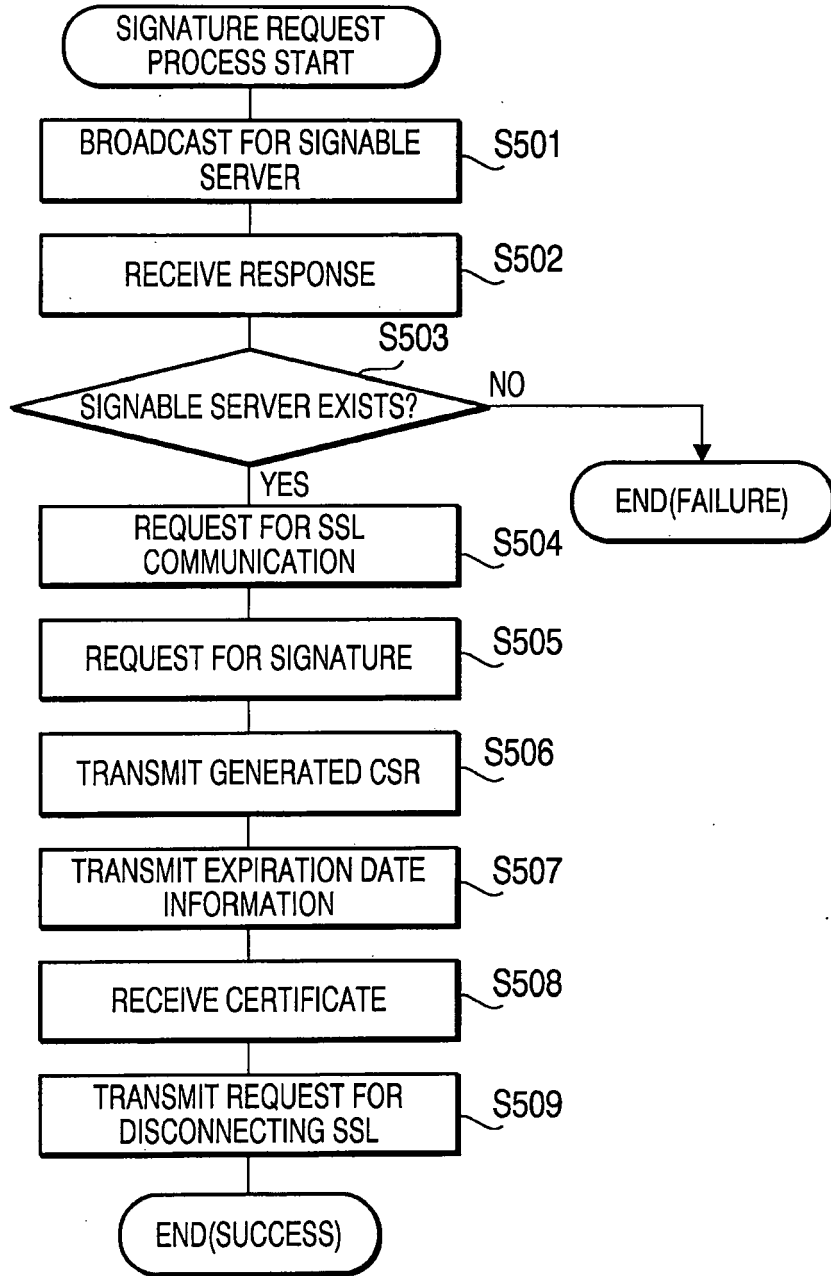 SIGNATURE REQUEST
PROCESS START
BROADCAST FOR SIGNABLE
SERVER
S501
RECEIVE RESPONSE
S502
S503
SIGNABLE SERVER EXISTS?
NO
YES
END(FAILURE)
REQUEST FOR SSL
COMMUNICATION
S504
REQUEST FOR SIGNATURE
S505
TRANSMIT GENERATED CSR
S506
TRANSMIT EXPIRATION DATE
INFORMATION
S507
RECEIVE CERTIFICATE
S508
TRANSMIT REQUEST FOR
DISCONNECTING SSL
S509
END(SUCCESS)